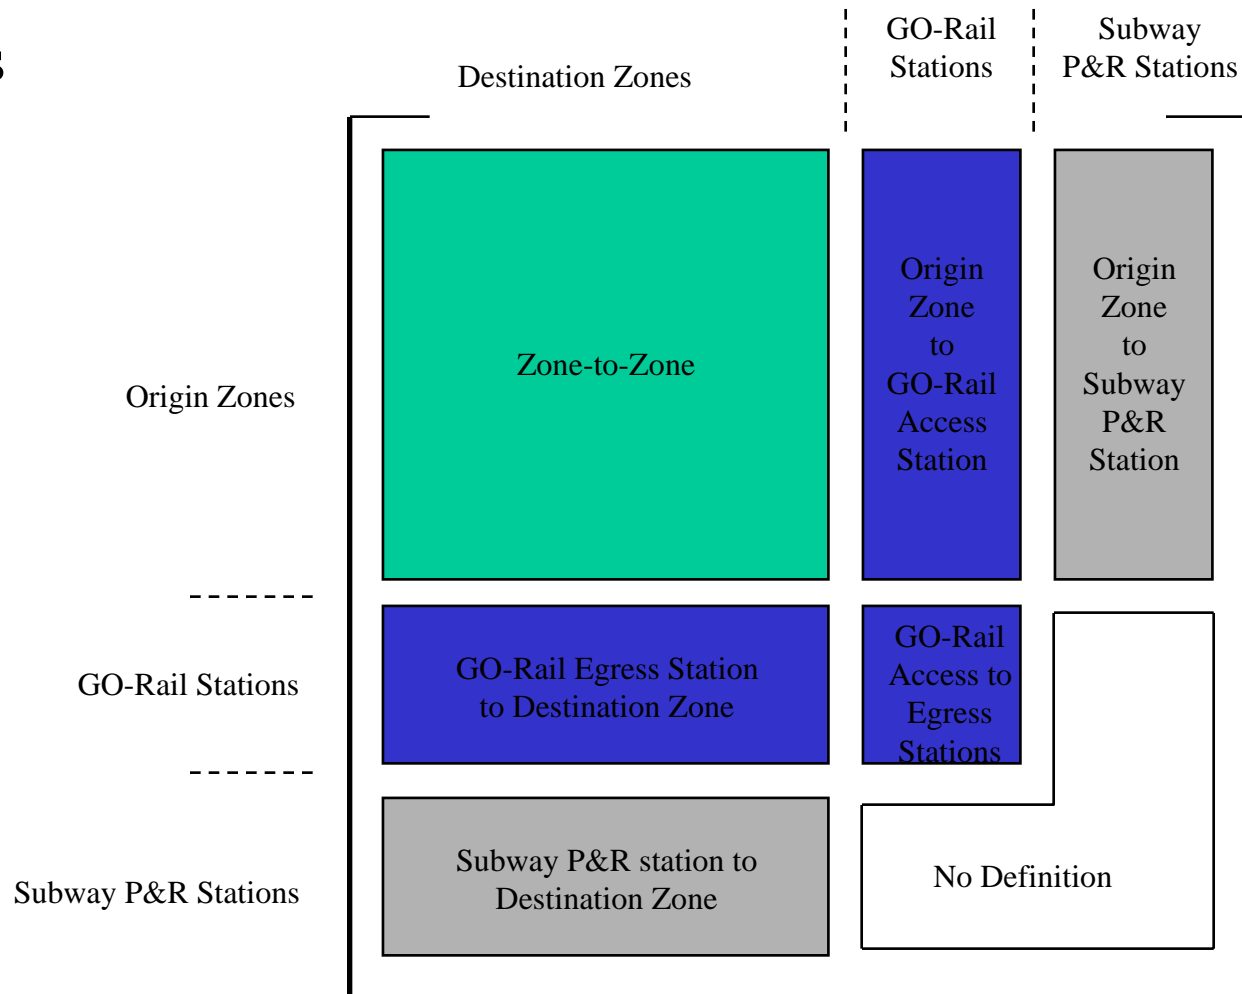 s
Destination Zones
GO-Rail
Stations
Subway
P&R Stations
Origin Zones
Zone-to-Zone
Origin
Zone
to
GO-Rail
Access
Station
Origin
Zone
to
Subway
P&R
Station
GO-Rail Stations
GO-Rail Egress Station
to Destination Zone
GO-Rail
Access to
Egress
Stations
Subway P&R Stations
Subway P&R station to
Destination Zone
No Definition